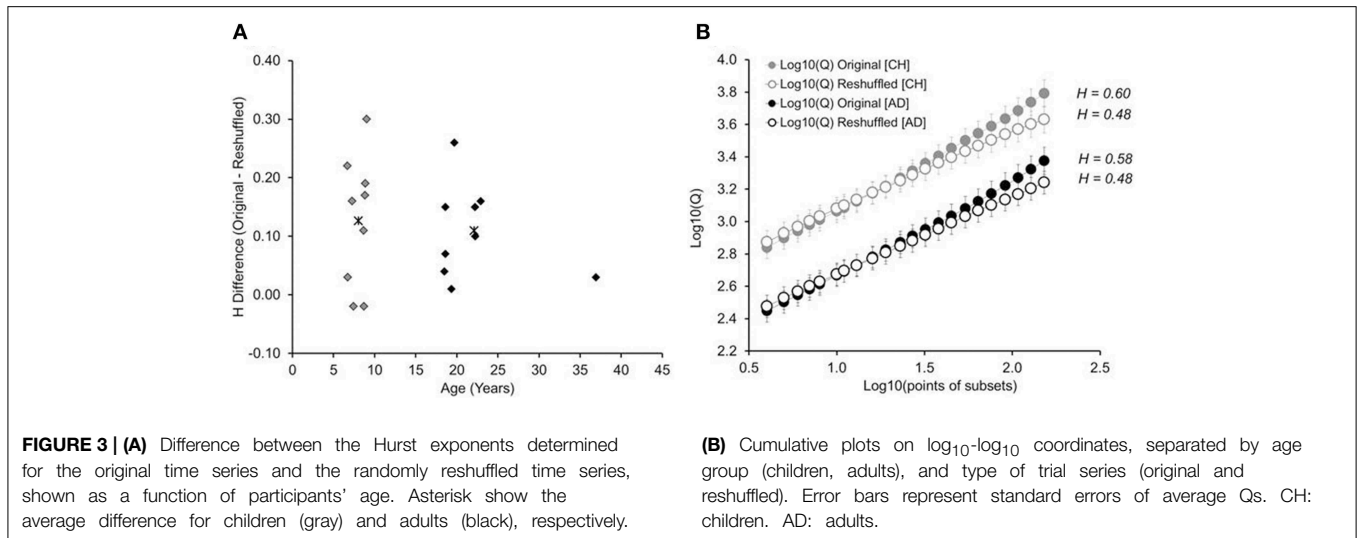 A
0.40
0.30
0.20
0.10
0.00
-0.10
H Difference (Original - Reshuffled)
0 5 10 15 20 25 30 35 40 45
Age (Years)
B
4.0
3.8
3.6
3.4
3.2
3.0
2.8
2.6
2.4
2.2
Log10(Q)
Log10(Q) Original [CH]
Log10(Q) Reshuffled [CH]
Log10(Q) Original [AD]
Log10(Q) Reshuffled [AD]
H = 0.60
H = 0.48
H = 0.58
H = 0.48
0.5 1.0 1.5 2.0 2.5
Log10(points of subsets)
FIGURE 3 | (A) Difference between the Hurst exponents determined
for the original time series and the randomly reshuffled time series,
shown as a function of participants' age. Asterisk show the
average difference for children (gray) and adults (black), respectively.
(B) Cumulative plots on log10-log10 coordinates, separated by age
group (children, adults), and type of trial series (original and
reshuffled). Error bars represent standard errors of average Qs. CH:
children. AD: adults.